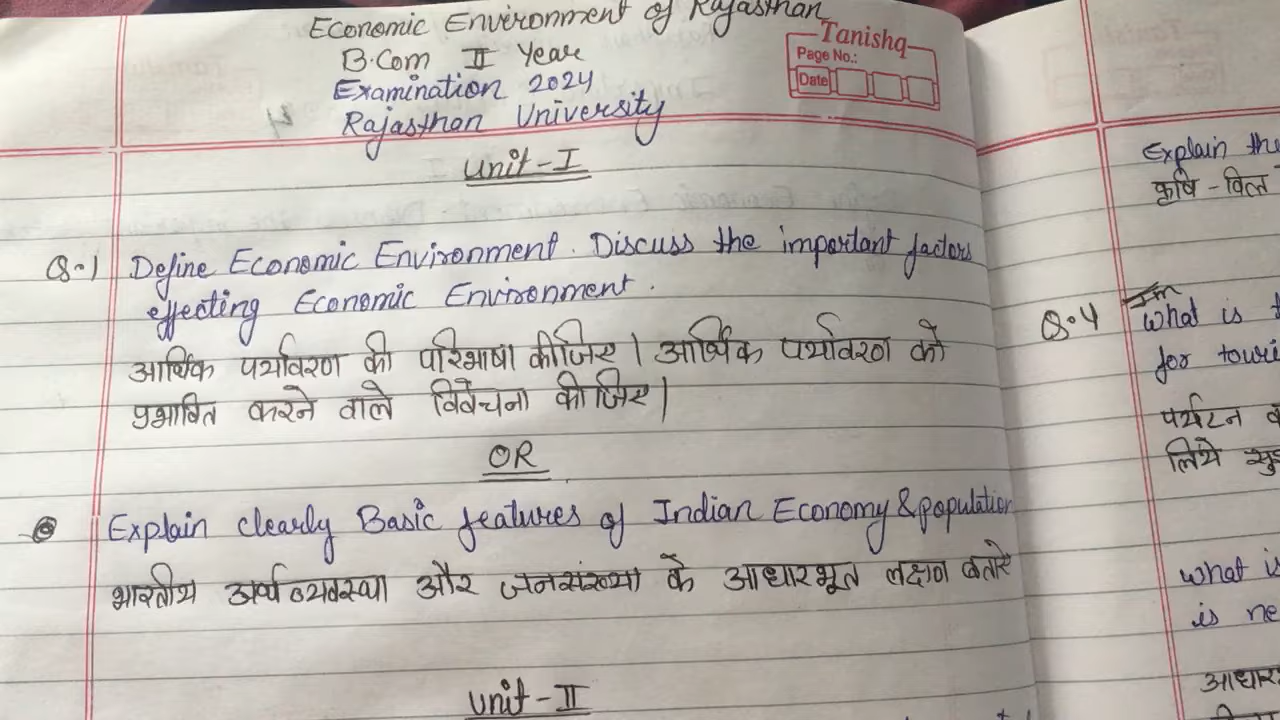 Economic Environment of Rajasthan
B.Com II Year
Examination 2024
Rajasthan University
Tanishq
Page No.:
Date
Unit-I
Q.1 Define Economic Environment. Discuss the important factors
effecting Economic Environment.
आर्थिक पर्यावरण की परिभाषा कीजिए। आर्थिक पर्यावरण को
प्रभावित करने वाले विवेचना कीजिए।
OR
Explain clearly Basic features of Indian Economy & population
भारतीय अर्थव्यवस्था और जनसंख्या के आधारभूत लक्षण बताये
Unit-II
Explain the
कृषि - वित्त
Q.4 What is
for touri
पर्यटन
लिये
what is
is ne
आधार